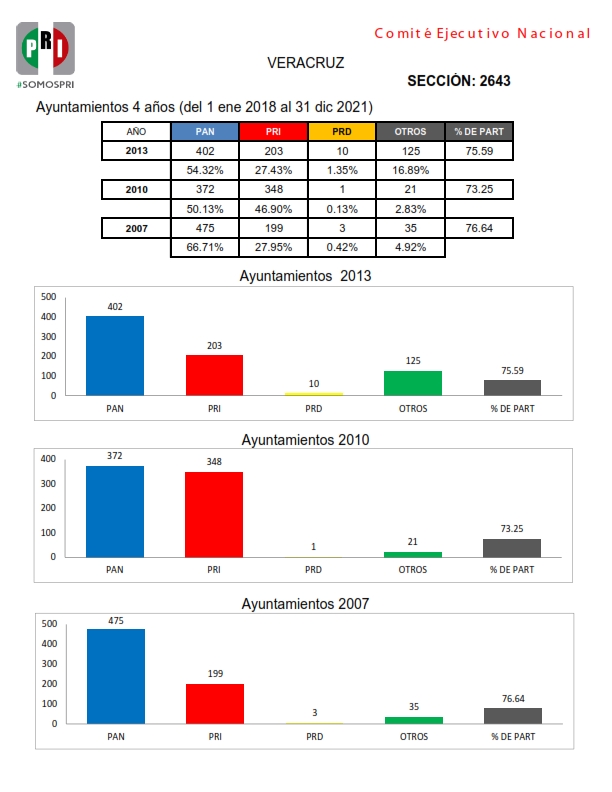 Comité Ejecutivo Nacional
PRI
#SOMOSPRI
VERACRUZ
SECCIÓN: 2643
Ayuntamientos 4 años (del 1 ene 2018 al 31 dic 2021)
AÑO PAN PRI PRD OTROS % DE PART
2013 402 203 10 125 75.59
54.32% 27.43% 1.35% 16.89%
2010 372 348 1 21 73.25
50.13% 46.90% 0.13% 2.83%
2007 475 199 3 35 76.64
66.71% 27.95% 0.42% 4.92%
Ayuntamientos 2013
500
400
300
200
100
0
402 203 10 125 75.59
PAN PRI PRD OTROS % DE PART
Ayuntamientos 2010
400
300
200
100
0
372 348 1 21 73.25
PAN PRI PRD OTROS % DE PART
Ayuntamientos 2007
500
400
300
200
100
0
475 199 3 35 76.64
PAN PRI PRD OTROS % DE PART